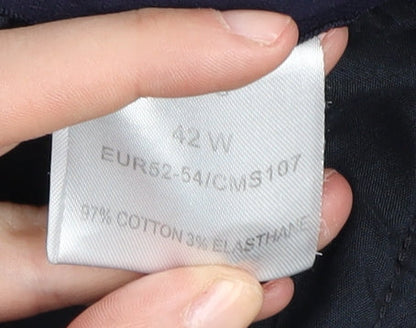 42 W
EUR52-54/CMS107
97% COTTON 3% ELASTHANE